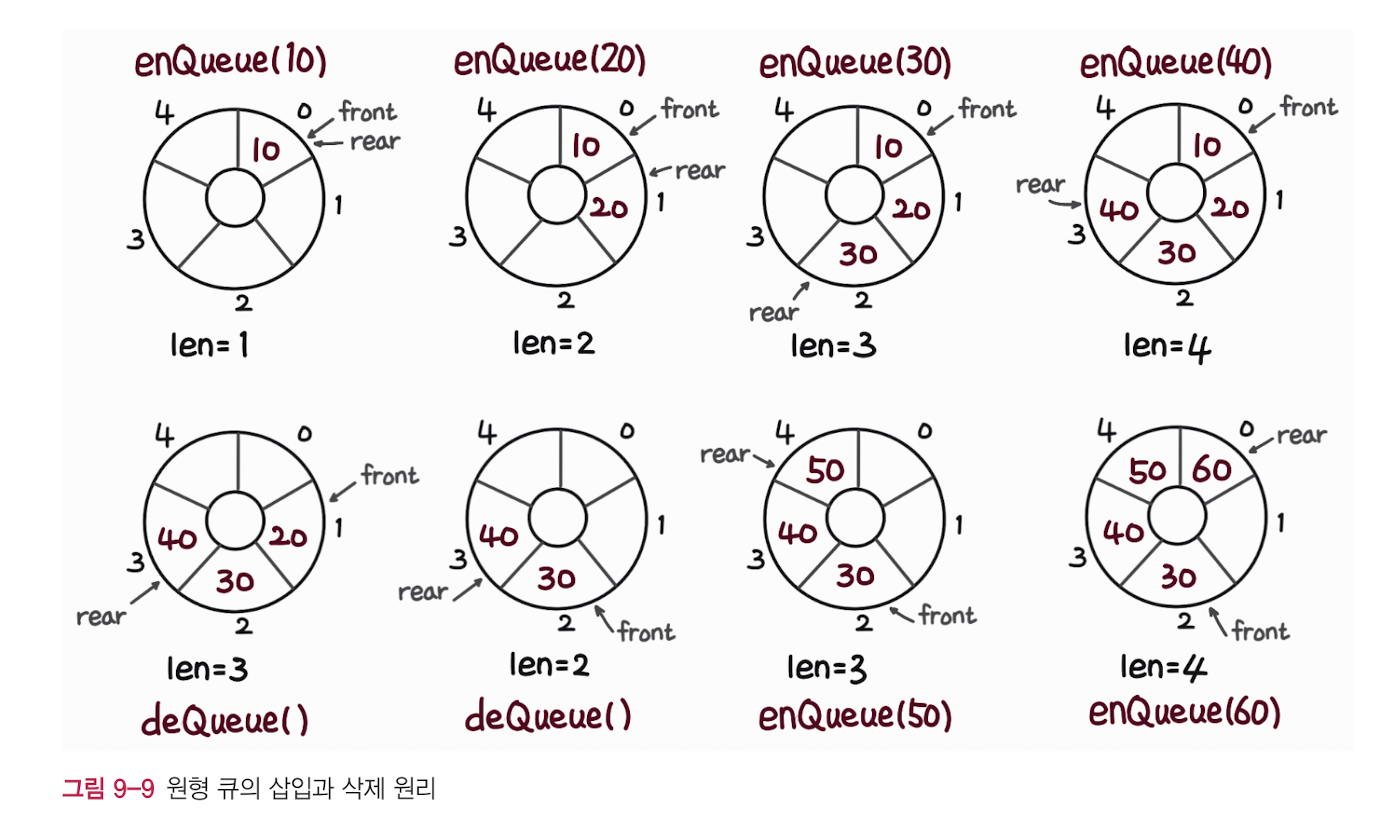 enQueue(10) enQueue(20) enQueue(30) enQueue(40)
4 0 front rear 10 1 3 2
4 0 front rear 10 20 1 3 2
4 0 front 10 20 1 3 30 rear 2
4 0 front 10 rear 40 20 1 3 30 2
len=1 len=2 len=3 len=4
4 0 front 40 20 1 3 30 rear 2
4 0 40 1 3 30 rear 2 front
4 0 rear 50 40 1 3 30 2 front
4 0 rear 50 60 40 1 3 30 2 front
len=3 len=2 len=3 len=4
deQueue() deQueue() enQueue(50) enQueue(60)
그림 9-9 원형 큐의 삽입과 삭제 원리